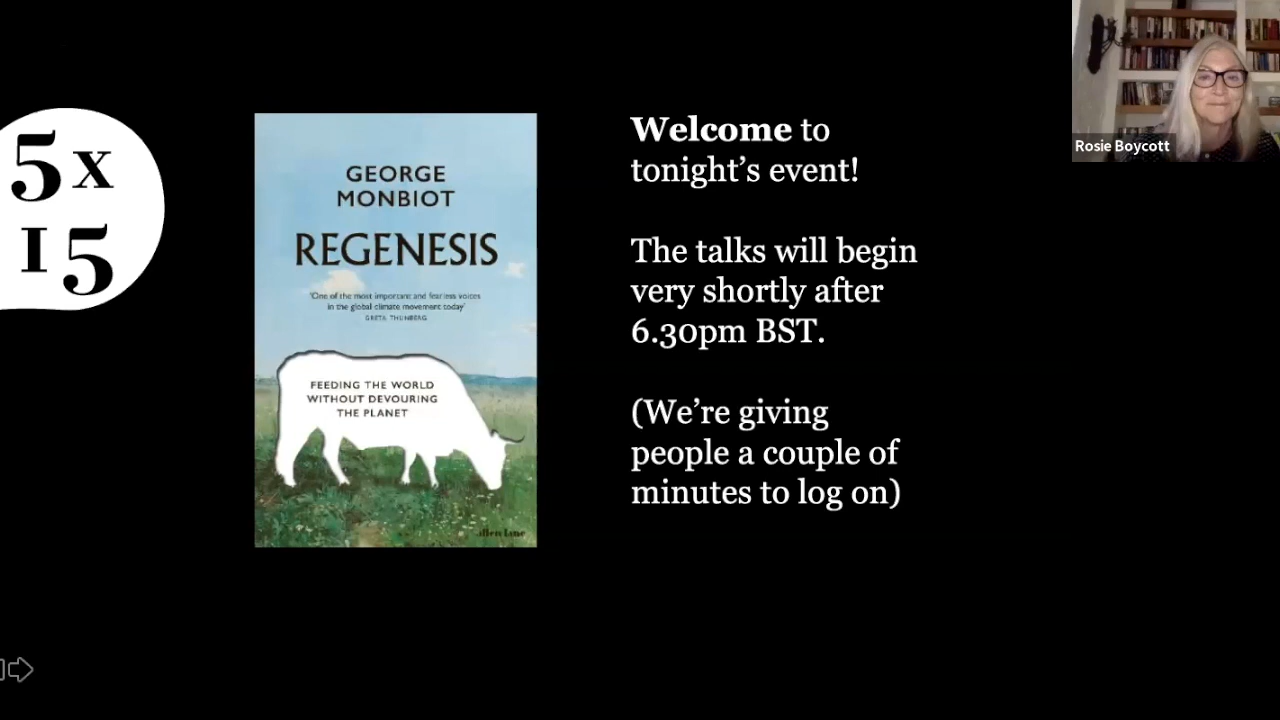 5x
15
GEORGE
MONBIOT
REGENESIS
'One of the most important and fearless voices
in the global climate movement today'
GRETA THUNBERG
FEEDING THE WORLD
WITHOUT DEVOURING
THE PLANET
Allen Lane
Welcome to
tonight’s event!
The talks will begin
very shortly after
6.30pm BST.
(We’re giving
people a couple of
minutes to log on)
Rosie Boycott